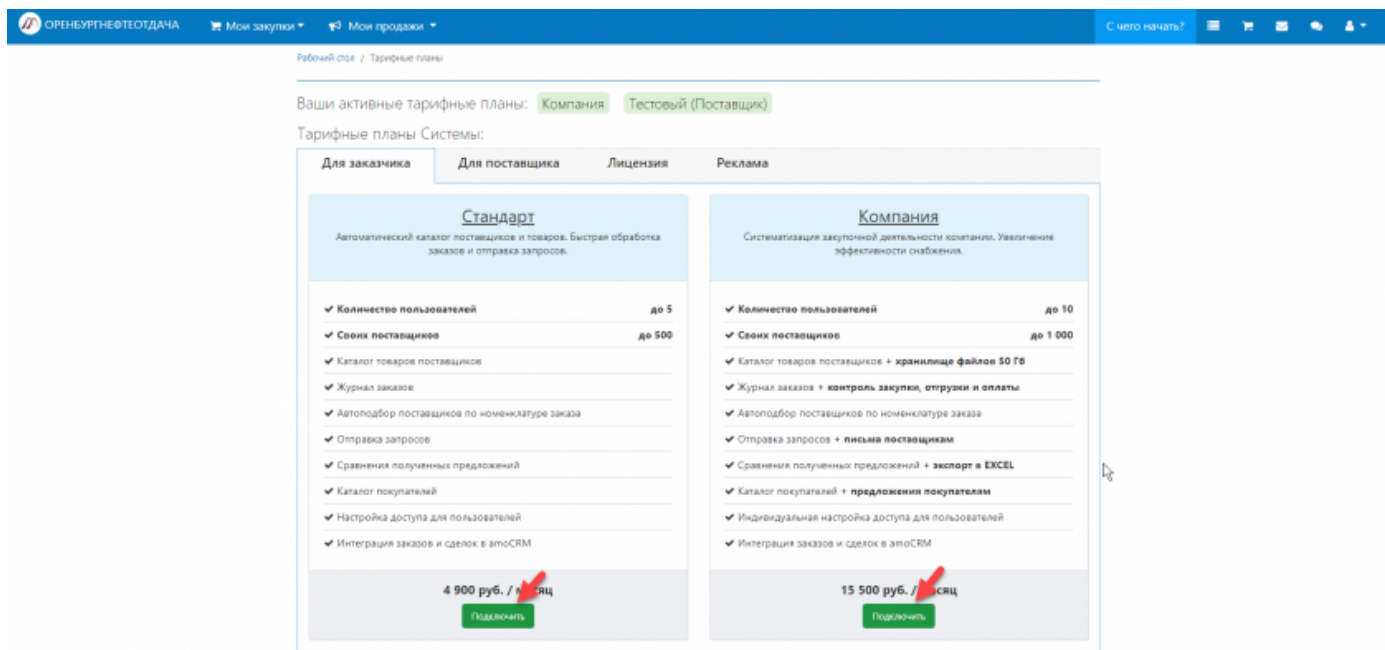 ОРЕНБУРГНЕФТЕОТДАЧА Мои закупки Мои продажи С чего начать?
Рабочий стол / Тарифные планы
Ваши активные тарифные планы: Компания Тестовый (Поставщик)
Тарифные планы Системы:
Для заказчика Для поставщика Лицензия Реклама
Стандарт
Автоматический каталог поставщиков и товаров. Быстрая обработка
заказов и отправка запросов.
Количество пользователей до 5
Своих поставщиков до 500
Каталог товаров поставщиков
Журнал заказов
Автоподбор поставщиков по номенклатуре заказа
Отправка запросов
Сравнения полученных предложений
Каталог покупателей
Настройка доступа для пользователей
Интеграция заказов и сделок в amoCRM
4 900 руб. / месяц
Подключить
Компания
Систематизация закупочной деятельности компании. Увеличение
эффективности снабжения.
Количество пользователей до 10
Своих поставщиков до 1 000
Каталог товаров поставщиков + хранилище файлов 50 Гб
Журнал заказов + контроль закупки, отгрузки и оплаты
Автоподбор поставщиков по номенклатуре заказа
Отправка запросов + письма поставщикам
Сравнения полученных предложений + экспорт в EXCEL
Каталог покупателей + предложения покупателям
Индивидуальная настройка доступа для пользователей
Интеграция заказов и сделок в amoCRM
15 500 руб. / месяц
Подключить